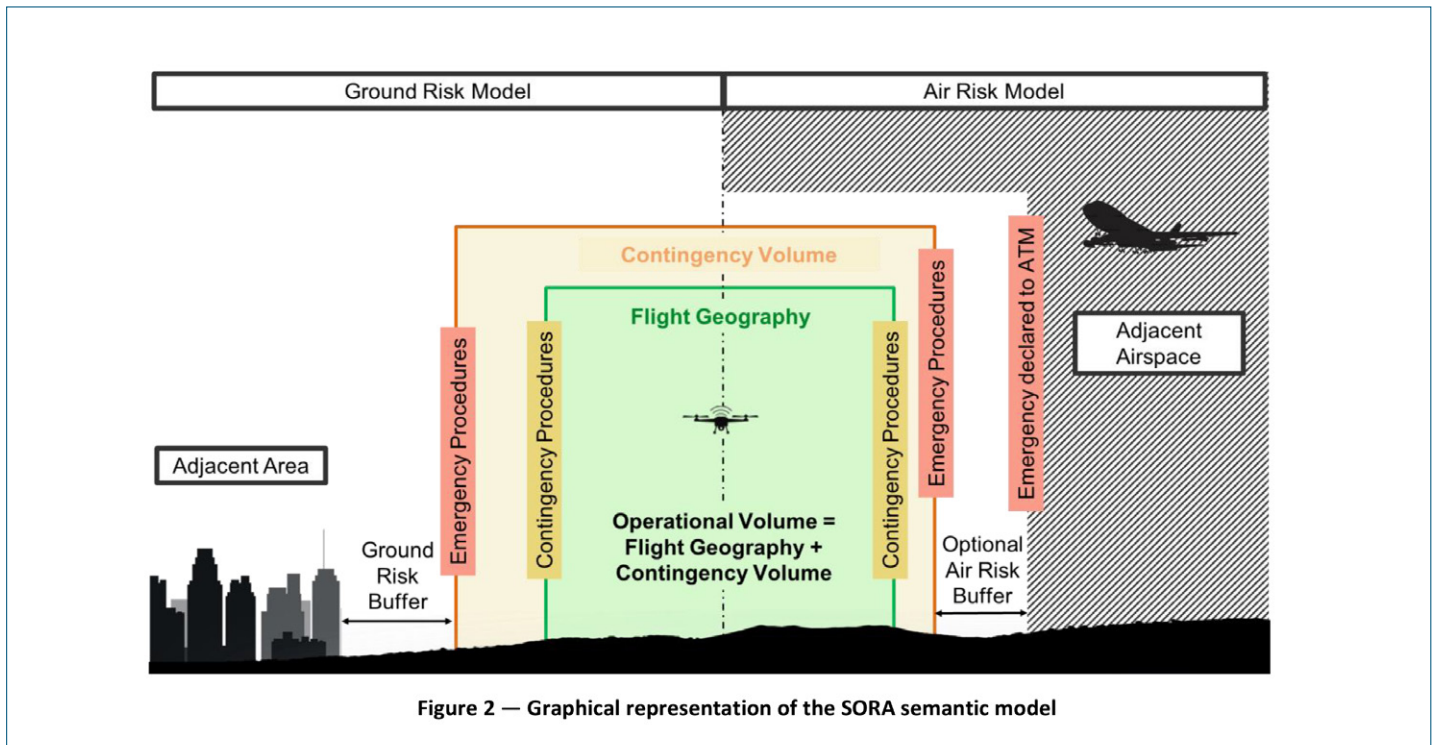 Ground Risk Model
Air Risk Model
Contingency Volume
Flight Geography
Emergency Procedures
Contingency Procedures
Contingency Procedures
Emergency Procedures
Emergency declared to ATM
Adjacent
Airspace
Adjacent Area
Ground
Risk
Buffer
Operational Volume =
Flight Geography +
Contingency Volume
Optional
Air Risk
Buffer
Figure 2 — Graphical representation of the SORA semantic model